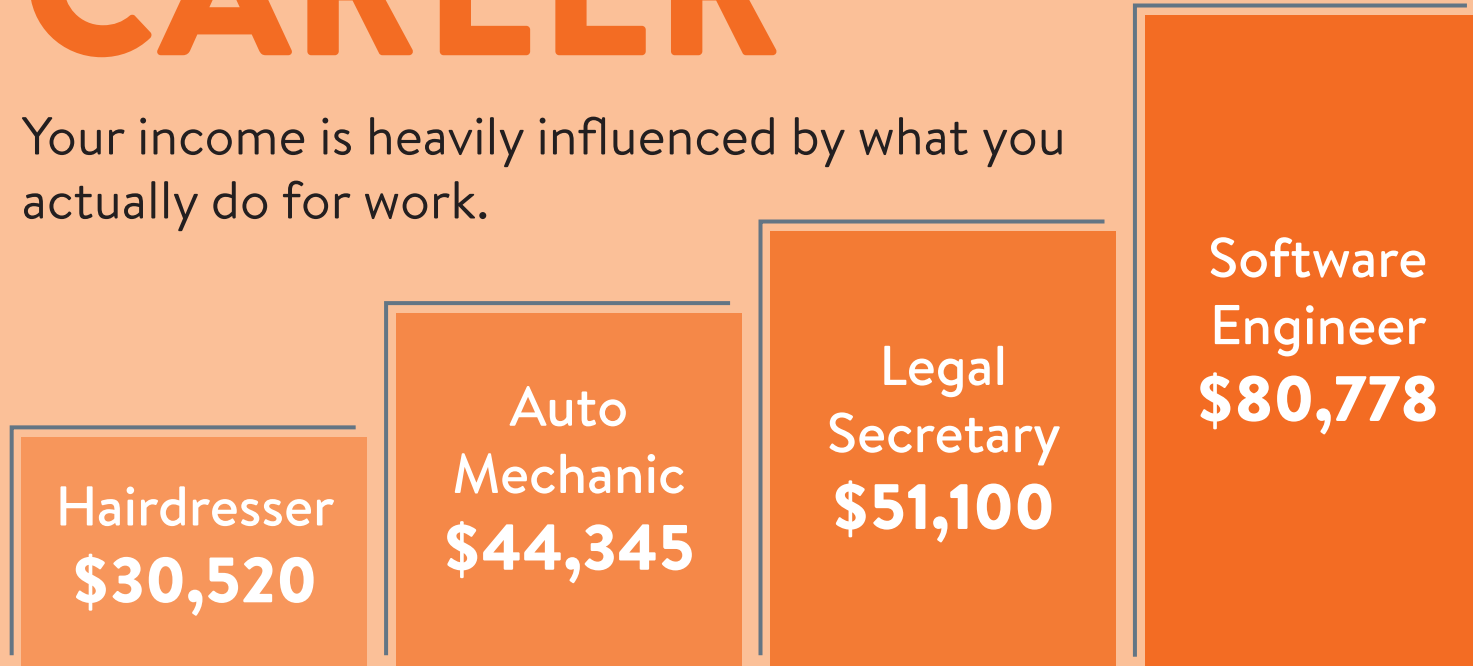 CAREER
Your income is heavily influenced by what you
actually do for work.
Hairdresser
$30,520
Auto
Mechanic
$44,345
Legal
Secretary
$51,100
Software
Engineer
$80,778